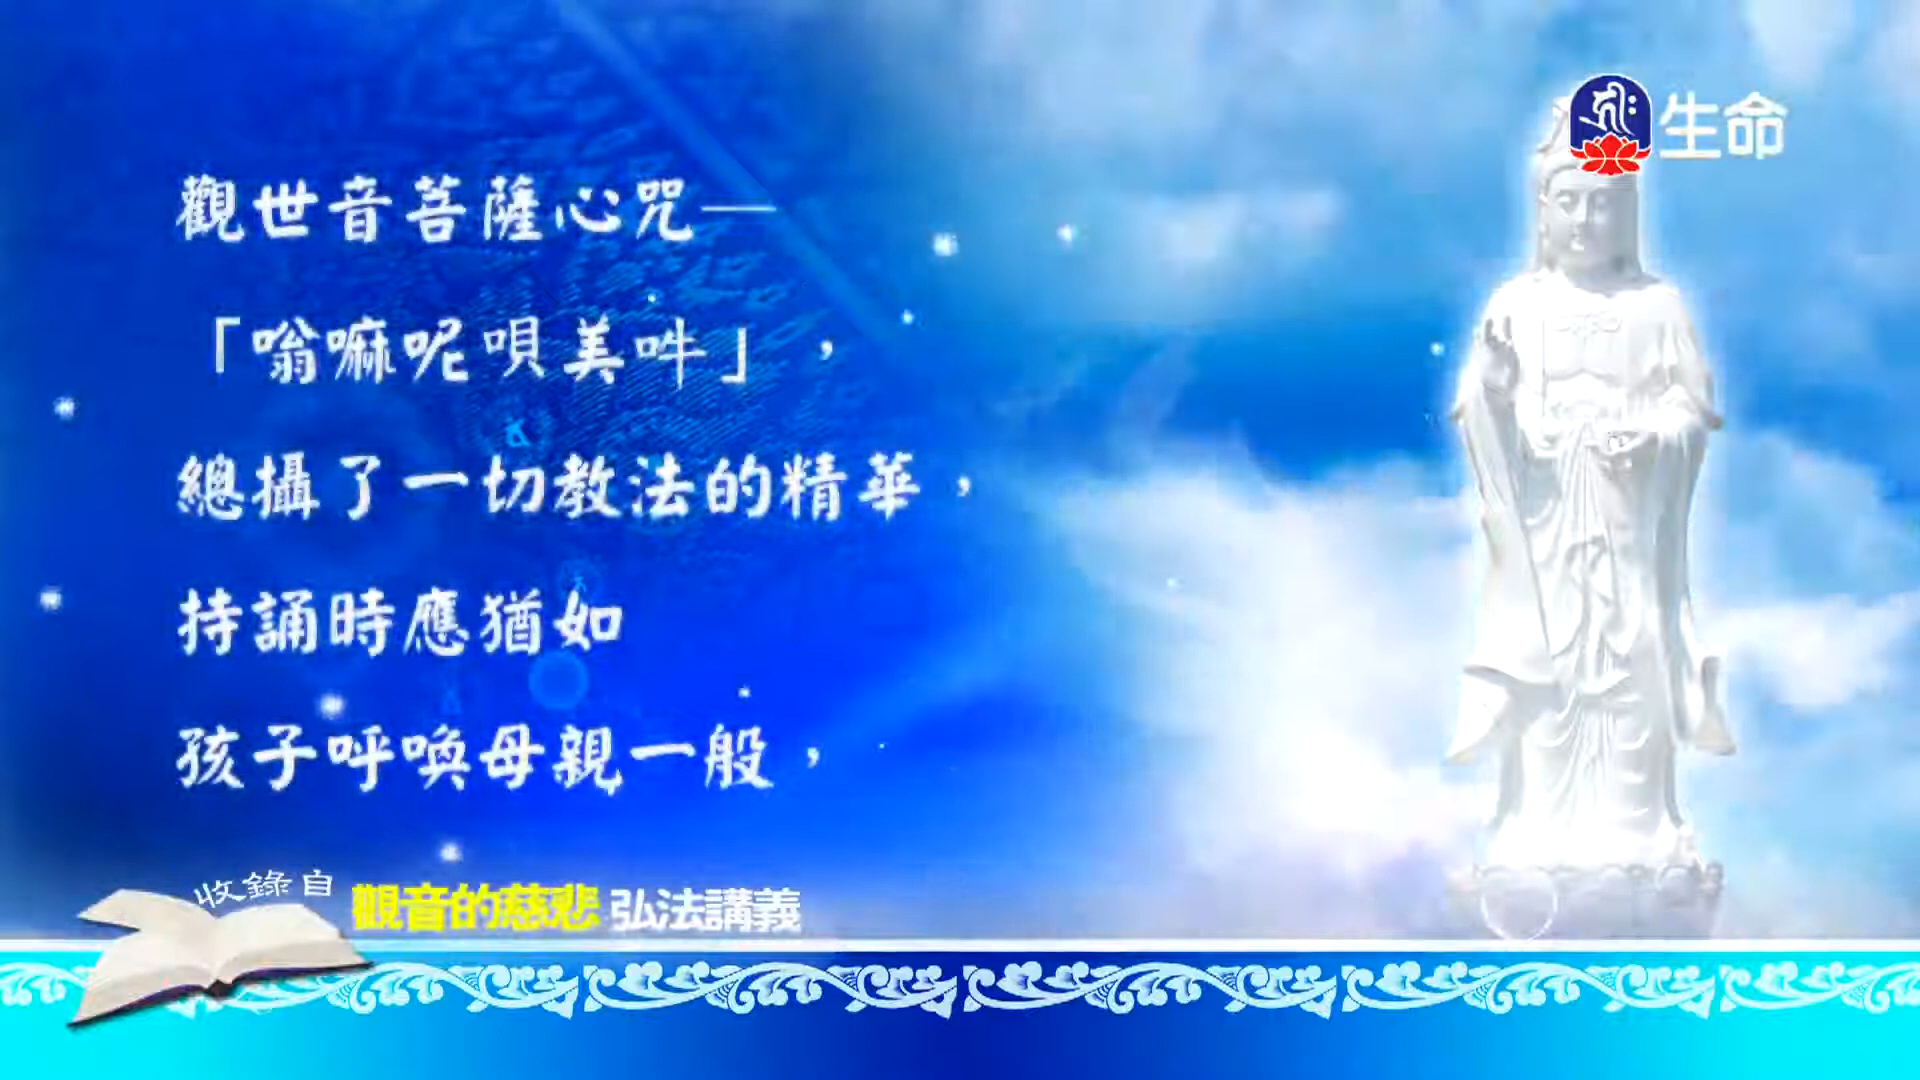 生命
觀世音菩薩心咒—
「嗡嘛呢唄美吽」，
總攝了一切教法的精華，
持誦時應猶如
孩子呼喚母親一般，
收錄自 觀音的慈悲 弘法講義